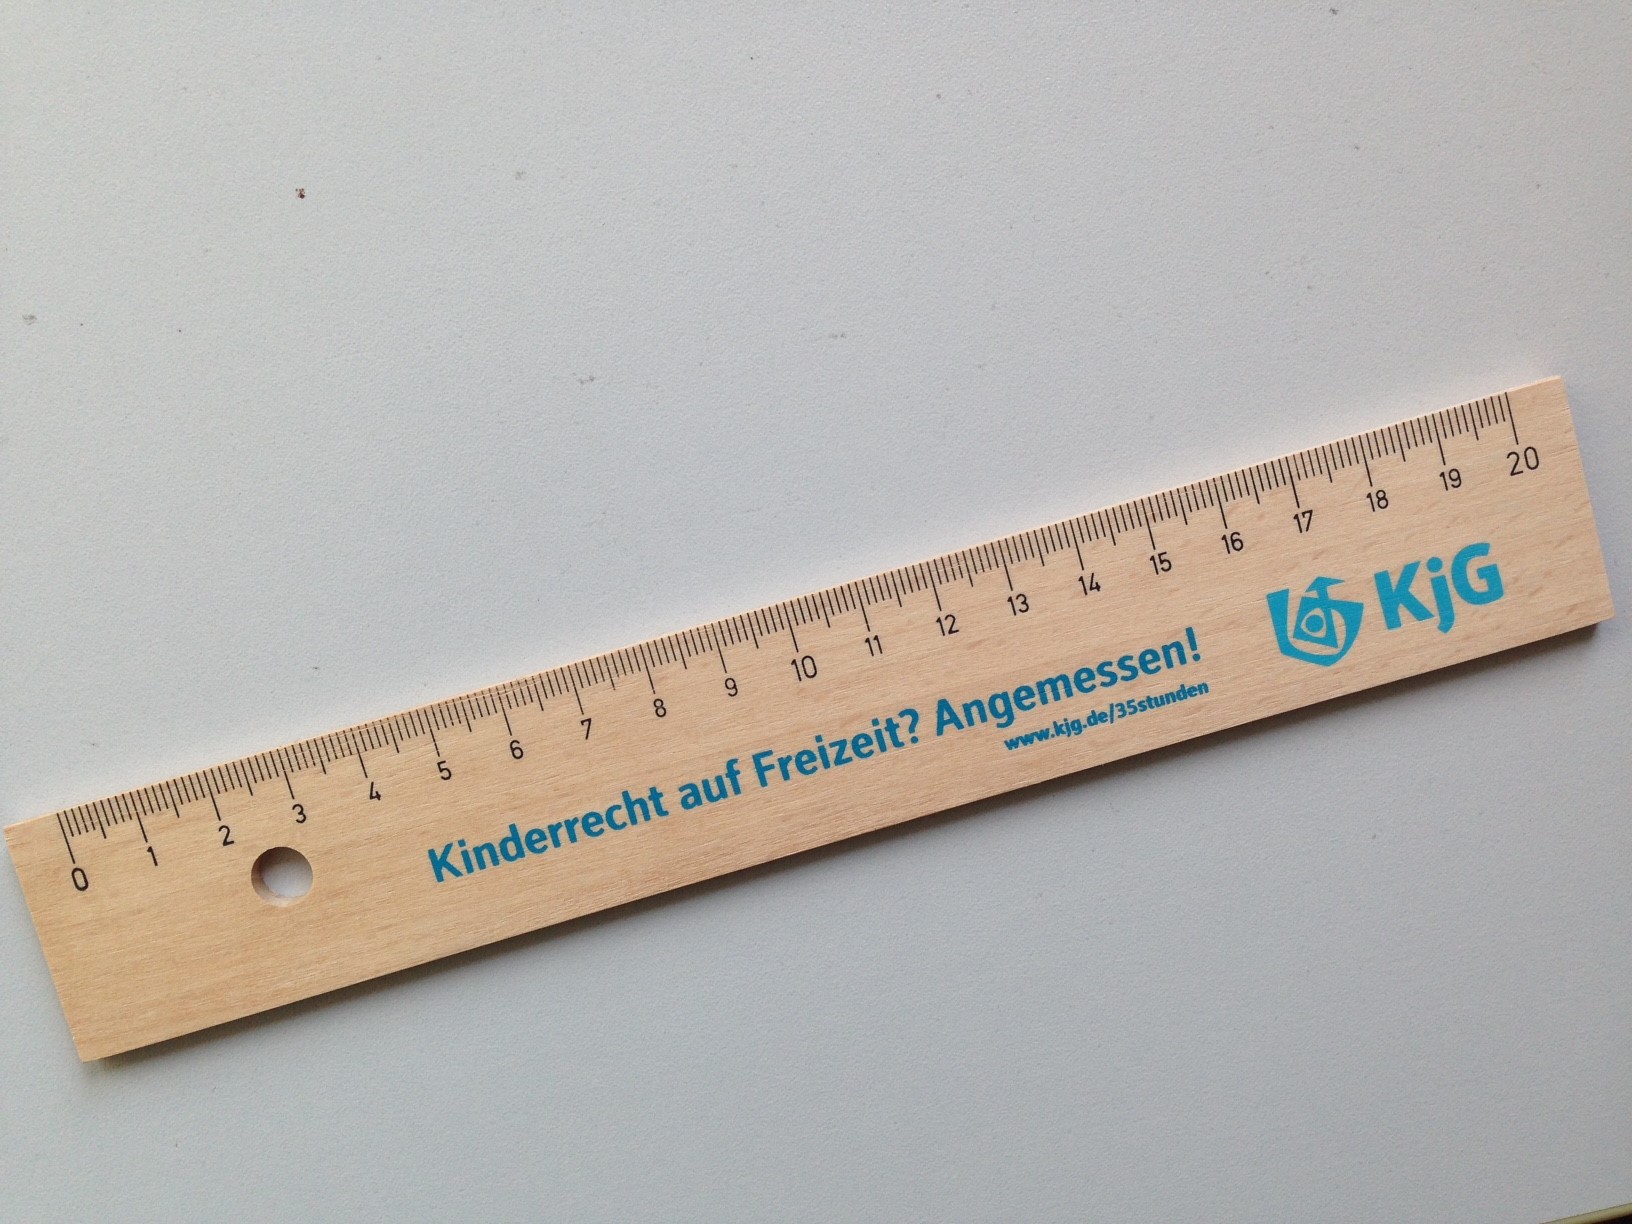 0 1 2 3 4 5 6 7 8 9 10 11 12 13 14 15 16 17 18 19 20
Kinderrecht auf Freizeit? Angemessen!
www.kjg.de/35stunden
KjG